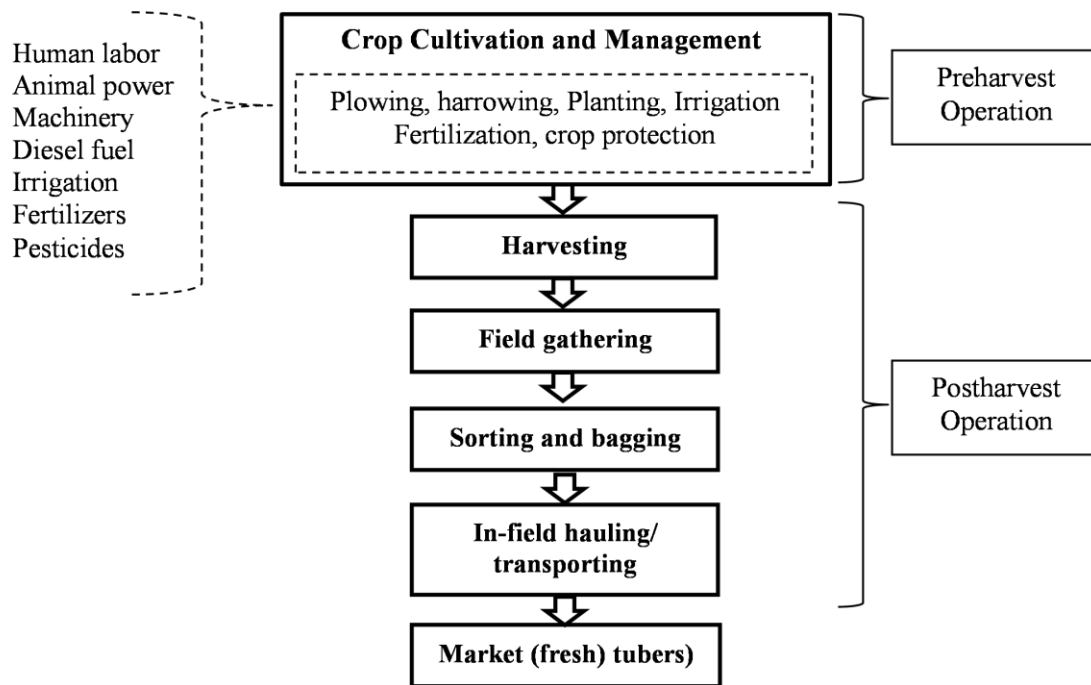 Human labor
Animal power
Machinery
Diesel fuel
Irrigation
Fertilizers
Pesticides
Crop Cultivation and Management
Plowing, harrowing, Planting, Irrigation
Fertilization, crop protection
Preharvest
Operation
Harvesting
Field gathering
Sorting and bagging
In-field hauling/
transporting
Market (fresh) tubers)
Postharvest
Operation